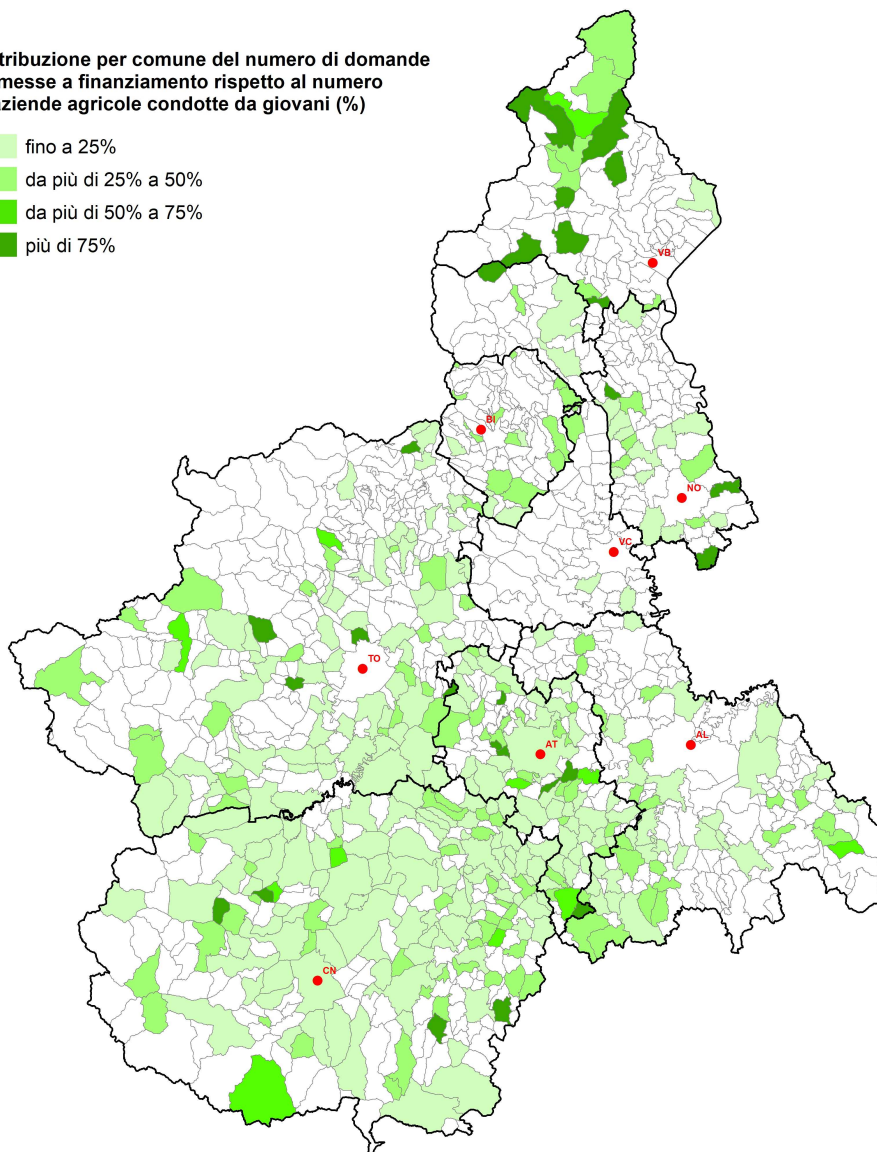 tribuzione per comune del numero di domande
messe a finanziamento rispetto al numero
aziende agricole condotte da giovani (%)
fino a 25%
da più di 25% a 50%
da più di 50% a 75%
più di 75%
VB
BI
NO
VC
TO
AT
AL
CN